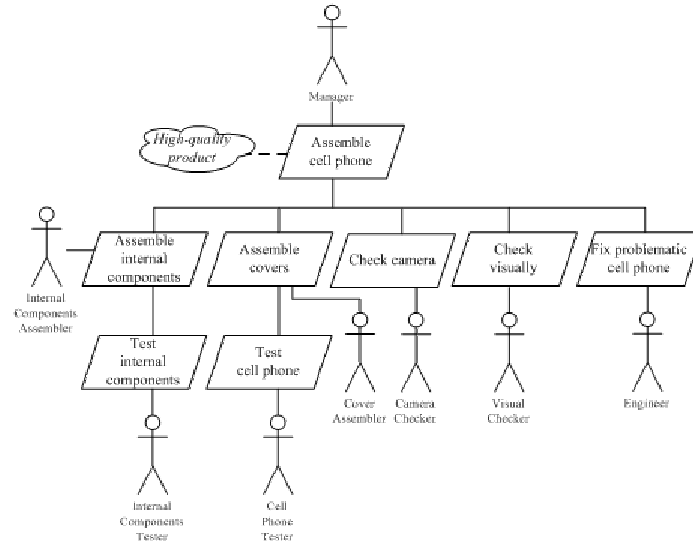 Manager
High-quality
product
Assemble
cell phone
Assemble
internal
components
Assemble
covers
Check camera
Check
visually
Fix problematic
cell phone
Internal
Components
Assembler
Test
internal
components
Test
cell phone
Cover
Assembler
Camera
Checker
Visual
Checker
Engineer
Internal
Components
Tester
Cell
Phone
Tester